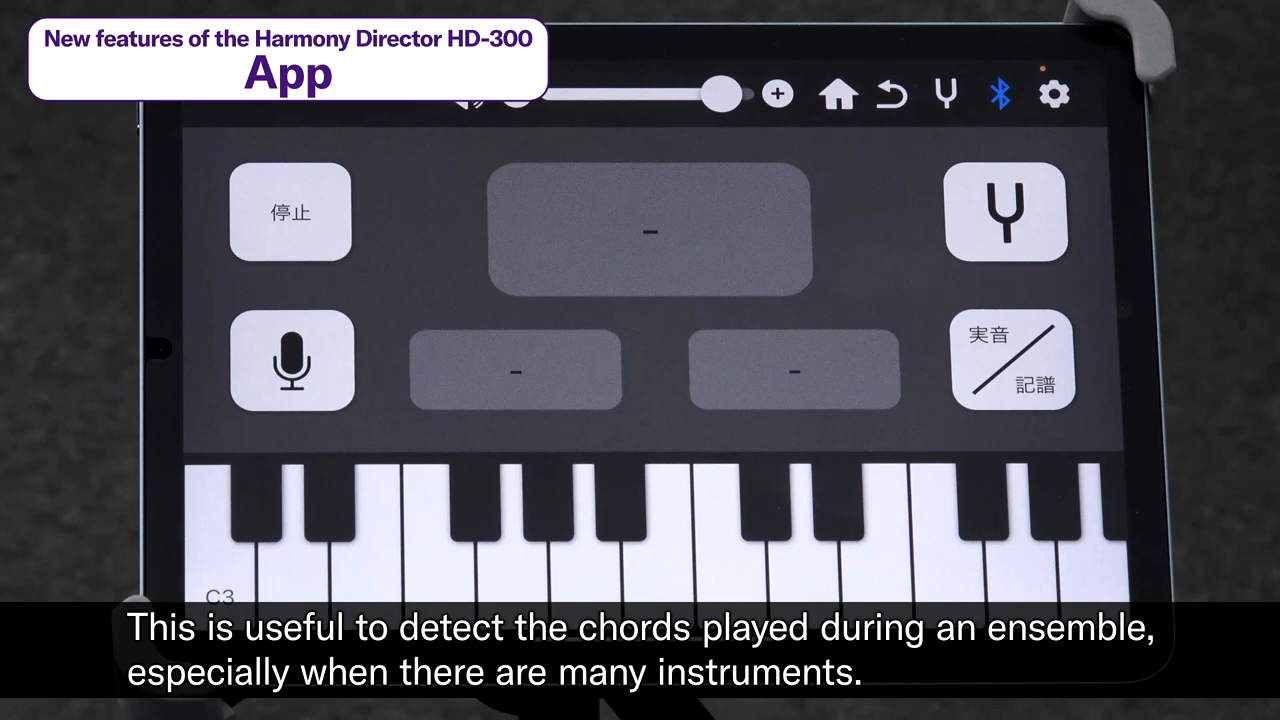 New features of the Harmony Director HD-300
App
停止
-
実音
記譜
-
-
C3
This is useful to detect the chords played during an ensemble,
especially when there are many instruments.